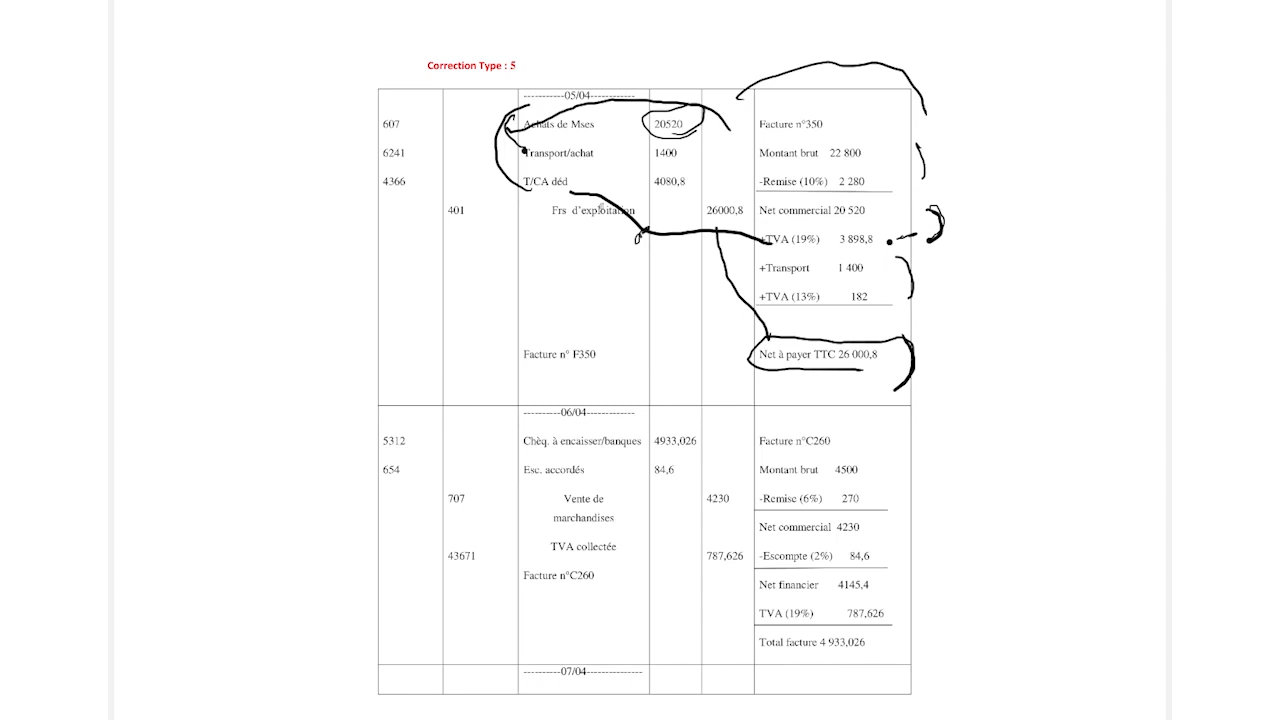 Correction Type : 5
----------05/04------------
607 Achats de Mses 20520 Facture n°350
6241 Transport/achat 1400 Montant brut 22 800
4366 T/CA déd 4080,8 -Remise (10%) 2 280
401 Frs d'exploitation 26000,8 Net commercial 20 520
+TVA (19%) 3 898,8
+Transport 1 400
+TVA (13%) 182
Facture n° F350 Net à payer TTC 26 000,8
----------06/04------------
5312 Chèq. à encaisser/banques 4933,026 Facture n°C260
654 Esc. accordés 84,6 Montant brut 4500
707 Vente de 4230 -Remise (6%) 270
marchandises
Net commercial 4230
TVA collectée
43671 787,626 -Escompte (2%) 84,6
Facture n°C260
Net financier 4145,4
TVA (19%) 787,626
Total facture 4 933,026
----------07/04--------------